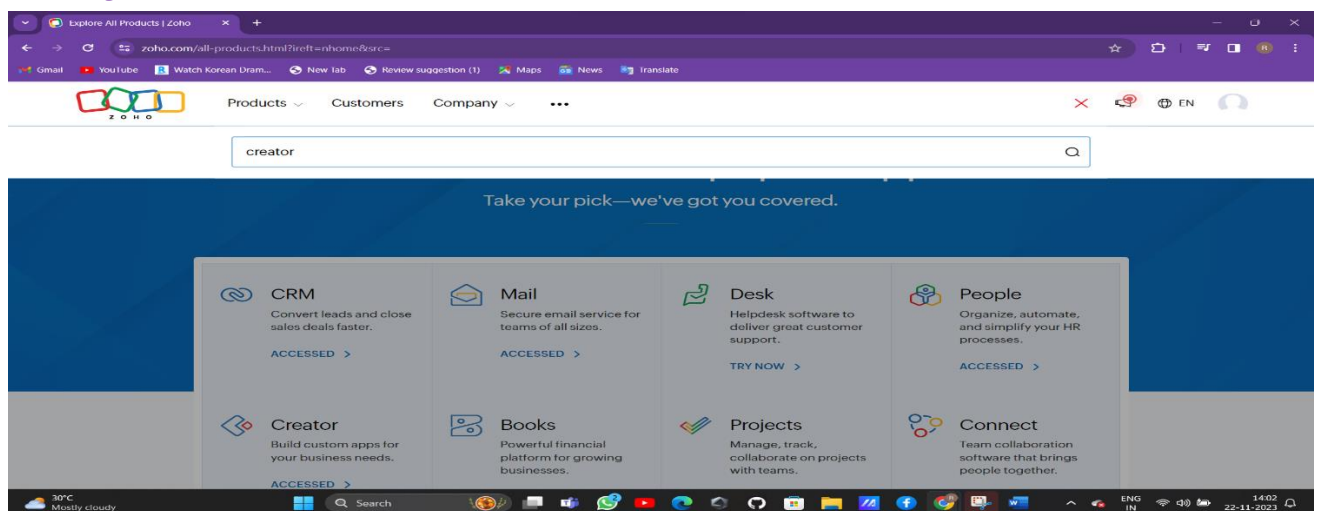 Explore All Products | Zoho
zoho.com/all-products.html?ireft=nhome&src=
Gmail YouTube Watch Korean Dram... New Tab Review suggestion (1) Maps News Translate
ZOHO Products Customers Company ••• EN
creator
Take your pick—we've got you covered.
CRM
Convert leads and close
sales deals faster.
ACCESSED >
Mail
Secure email service for
teams of all sizes.
ACCESSED >
Desk
Helpdesk software to
deliver great customer
support.
TRY NOW >
People
Organize, automate,
and simplify your HR
processes.
ACCESSED >
Creator
Build custom apps for
your business needs.
ACCESSED >
Books
Powerful financial
platform for growing
businesses.
Projects
Manage, track,
collaborate on projects
with teams.
Connect
Team collaboration
software that brings
people together.
30°C
Mostly cloudy
Search
ENG
IN
14:02
22-11-2023